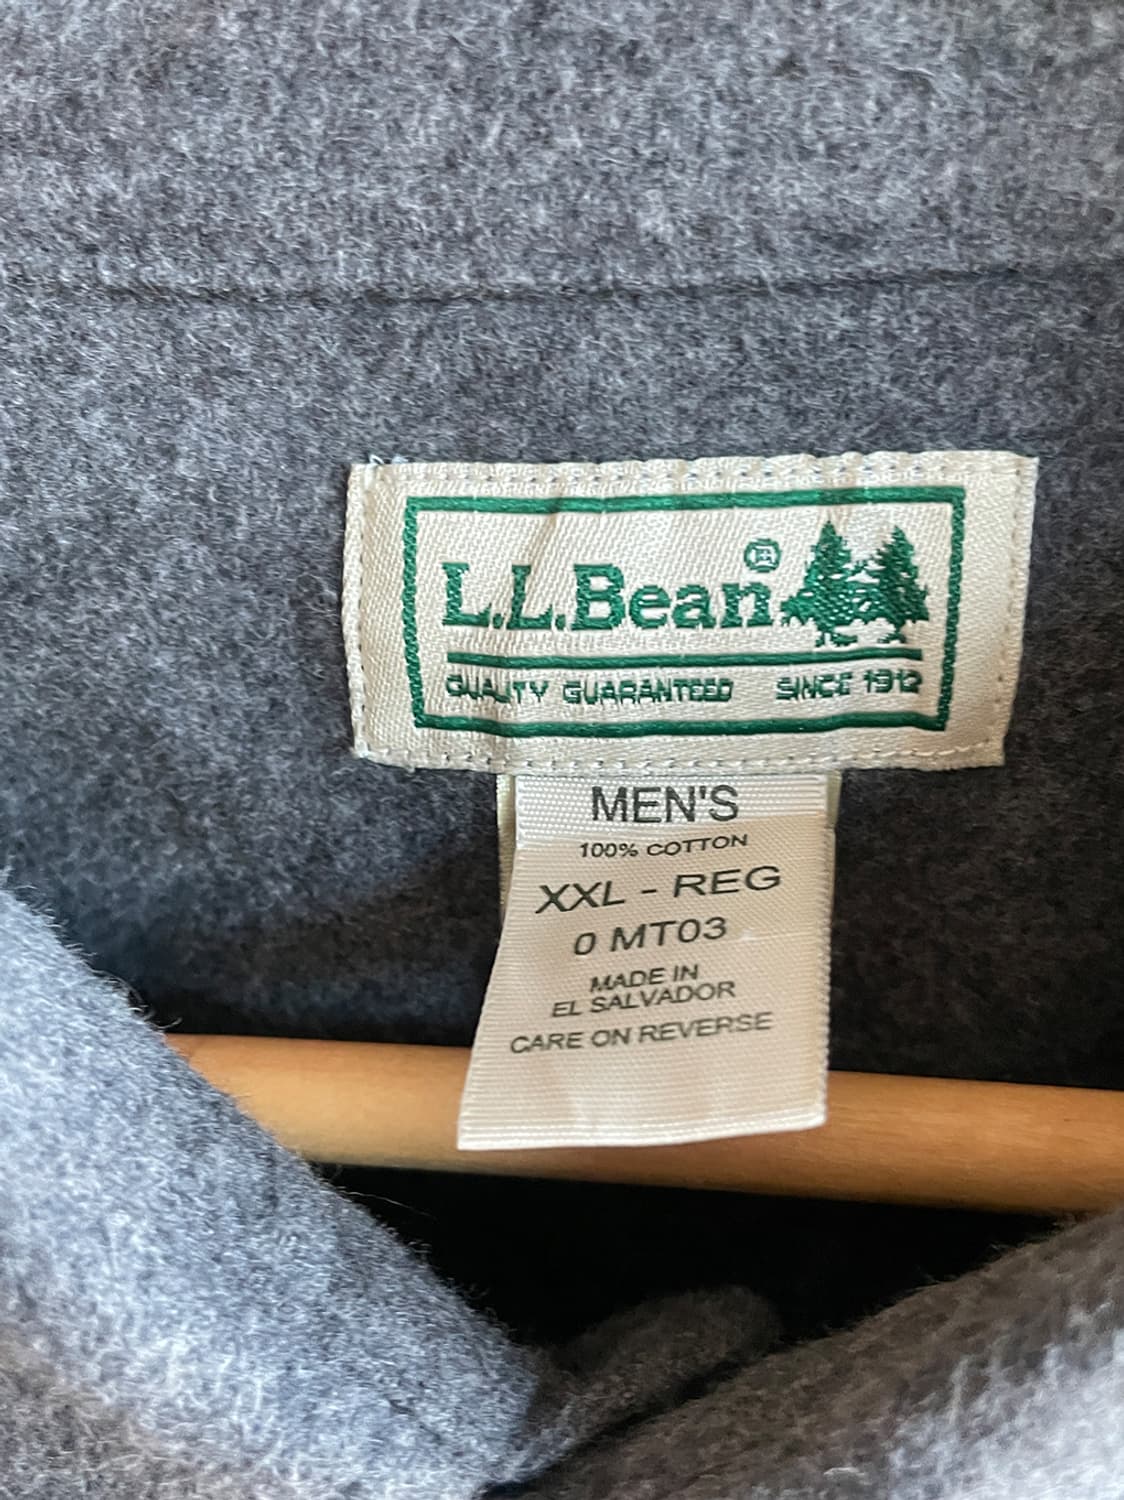 L.L.Bean®
QUALITY GUARANTEED SINCE 1912
MEN'S
100% COTTON
XXL - REG
0 MT03
MADE IN
EL SALVADOR
CARE ON REVERSE